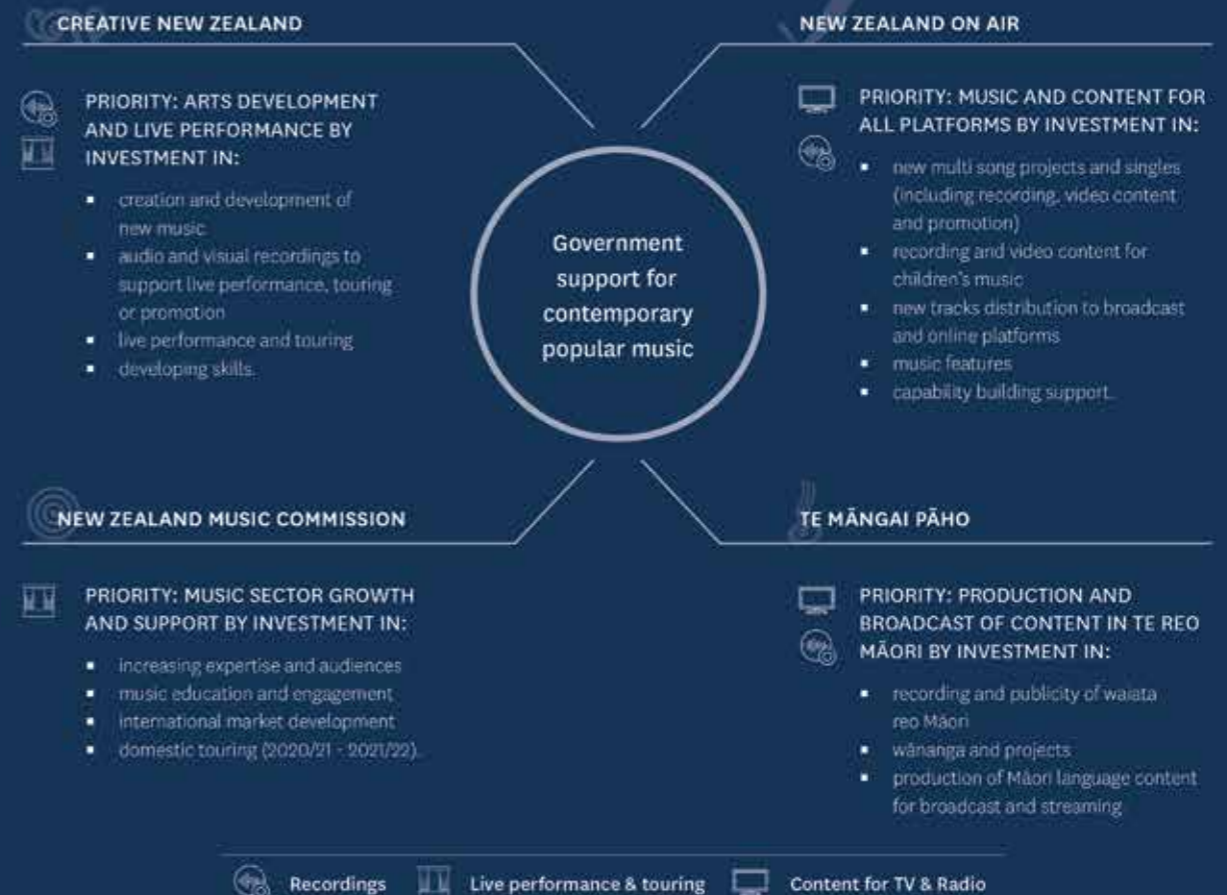 CREATIVE NEW ZEALAND
PRIORITY: ARTS DEVELOPMENT
AND LIVE PERFORMANCE BY
INVESTMENT IN:
▪ creation and development of
new music
▪ audio and visual recordings to
support live performance, touring
or promotion
▪ live performance and touring
▪ developing skills.
NEW ZEALAND ON AIR
PRIORITY: MUSIC AND CONTENT FOR
ALL PLATFORMS BY INVESTMENT IN:
▪ new multi song projects and singles
(including recording, video content
and promotion)
▪ recording and video content for
children's music
▪ new tracks distribution to broadcast
and online platforms
▪ music features
▪ capability building support.
Government
support for
contemporary
popular music
NEW ZEALAND MUSIC COMMISSION
PRIORITY: MUSIC SECTOR GROWTH
AND SUPPORT BY INVESTMENT IN:
▪ increasing expertise and audiences
▪ music education and engagement
▪ international market development
▪ domestic touring (2020/21 - 2021/22).
TE MĀNGAI PĀHO
PRIORITY: PRODUCTION AND
BROADCAST OF CONTENT IN TE REO
MĀORI BY INVESTMENT IN:
▪ recording and publicity of waiata
reo Māori
▪ wānanga and projects
▪ production of Māori language content
for broadcast and streaming
Recordings
Live performance & touring
Content for TV & Radio